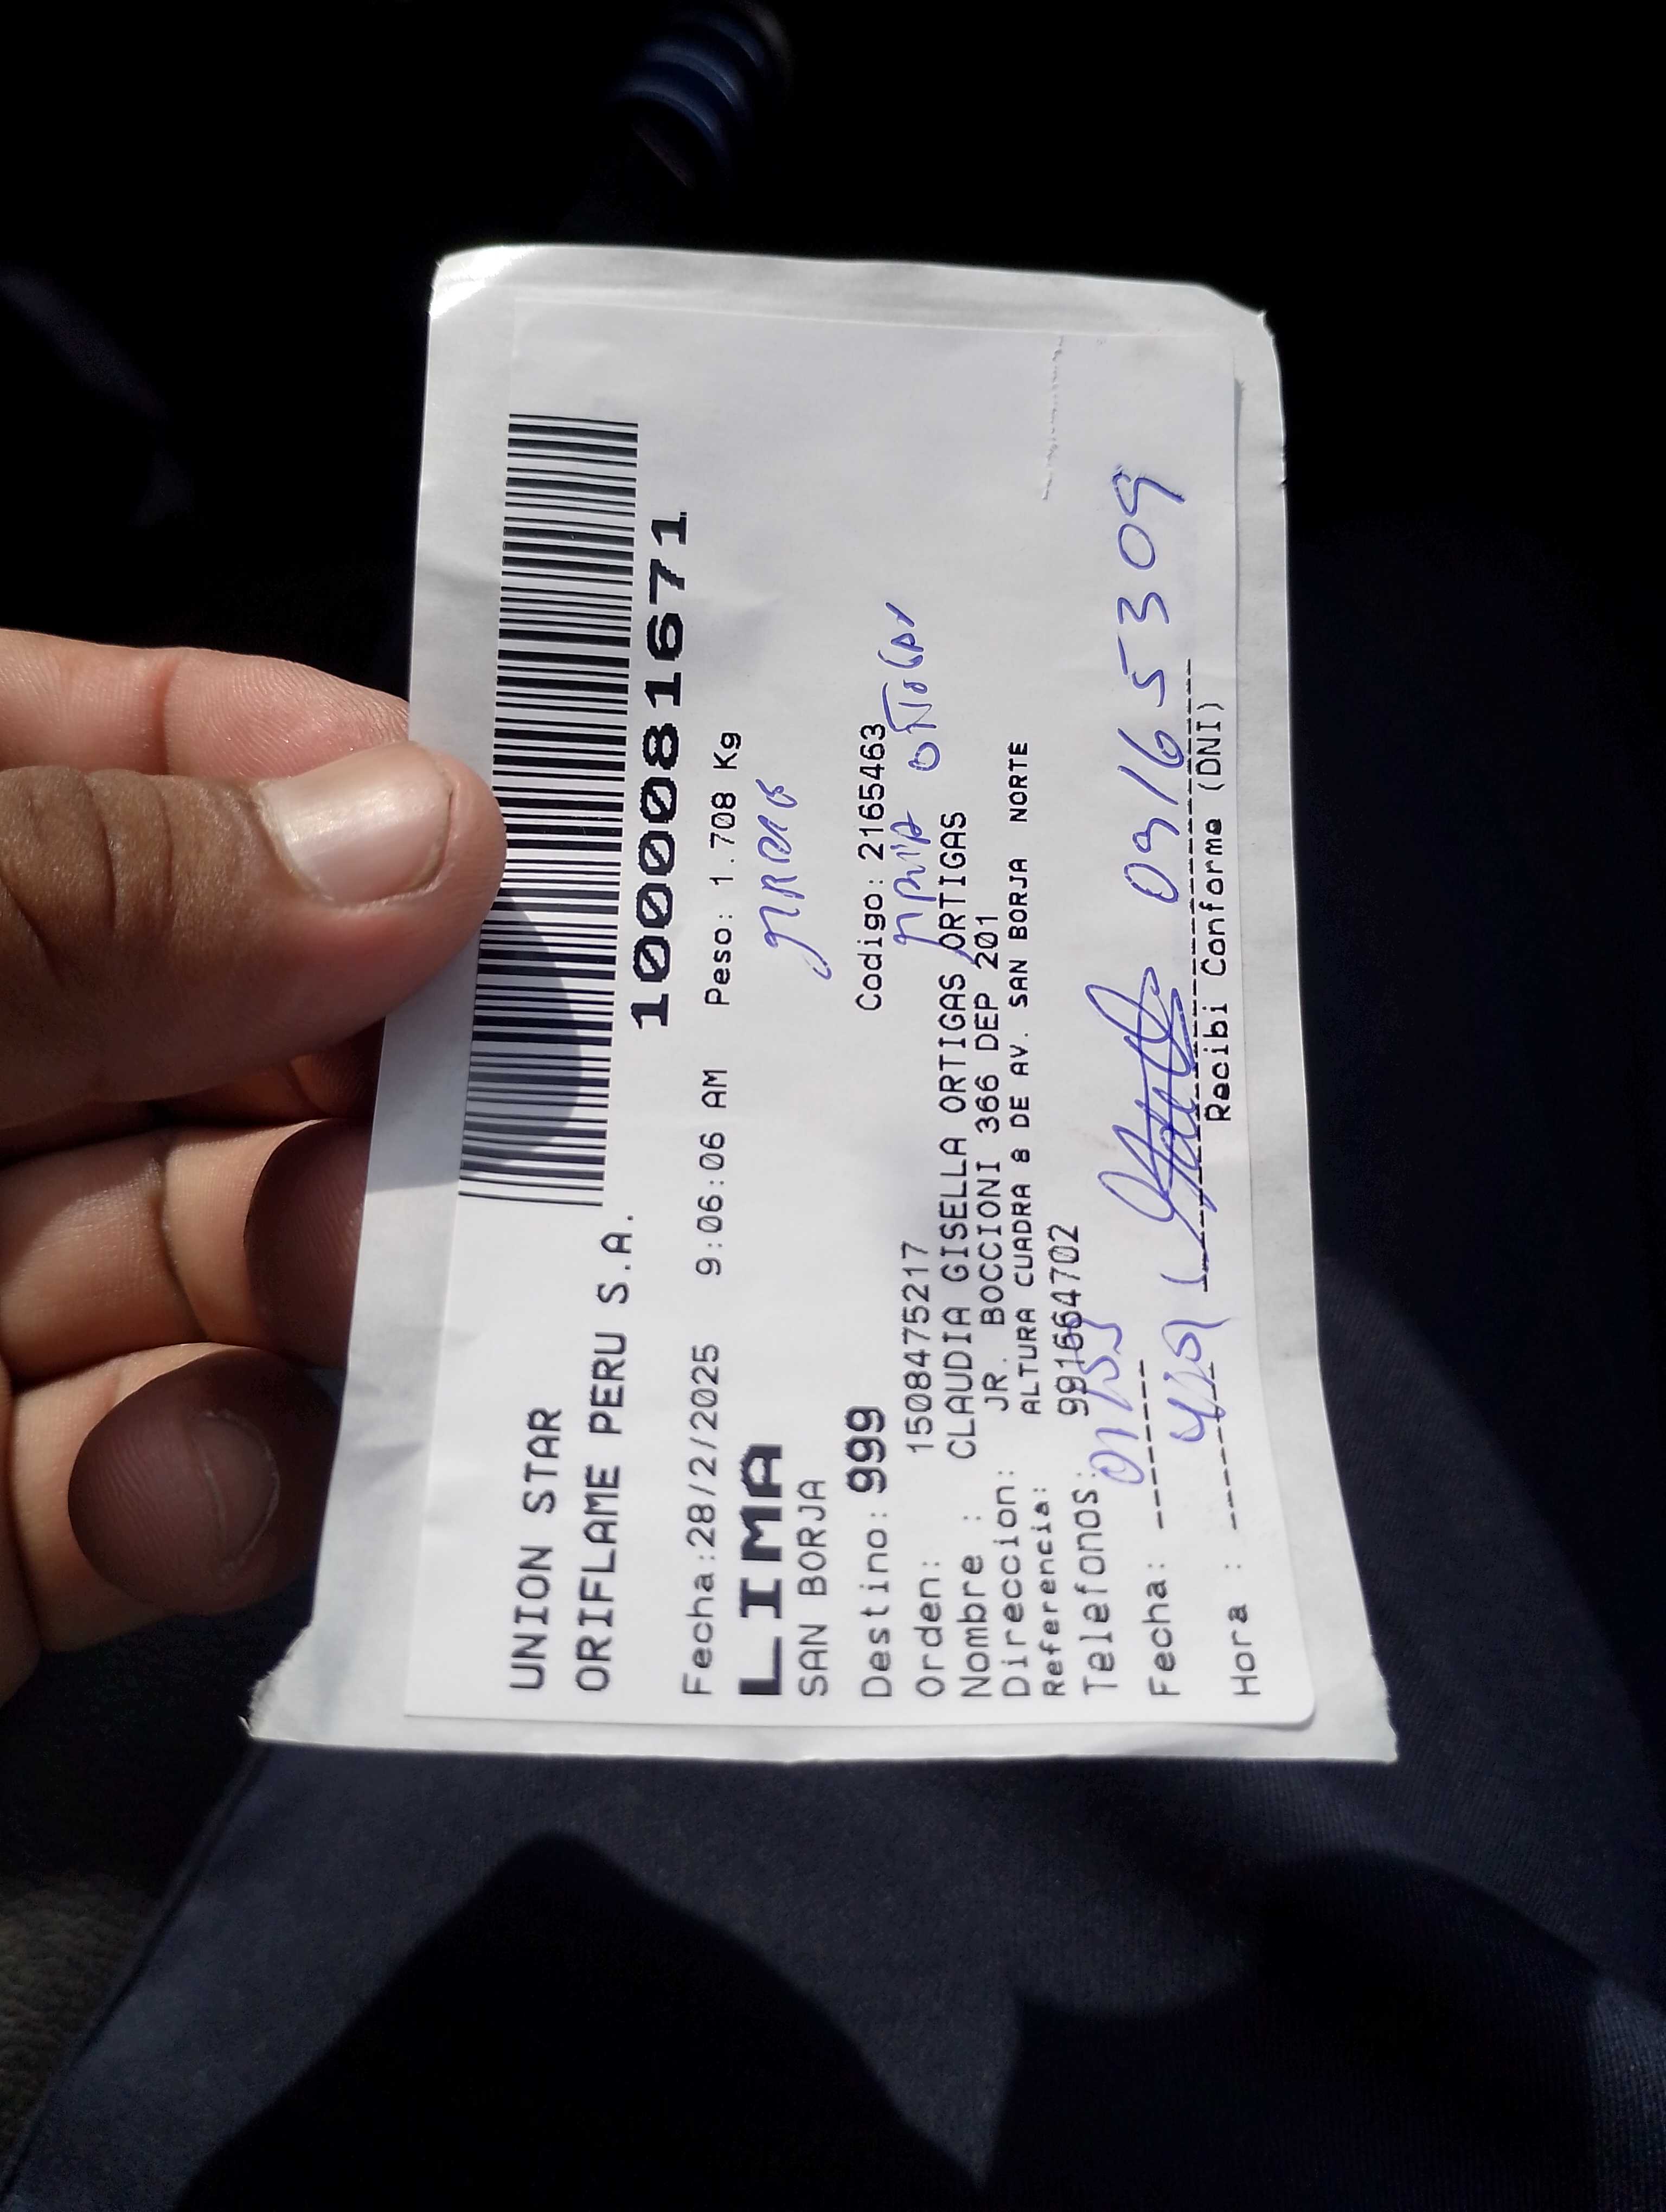 UNION STAR
ORIFLAME PERU S.A.
1000081671
Fecha:28/2/2025 9:06:06 AM Peso: 1.708 Kg
LIMA
SAN BORJA
Destino: 999 Codigo: 2165463
Orden: 1508475217
Nombre : CLAUDIA GISELLA ORTIGAS ORTIGAS
Direccion: JR. BOCCIONI 366 DEP 201
Referencia: ALTURA CUADRA 8 DE AV. SAN BORJA NORTE
Telefonos: 991664702
Fecha:
09165309
Hora :
Recibi Conforme (DNI)